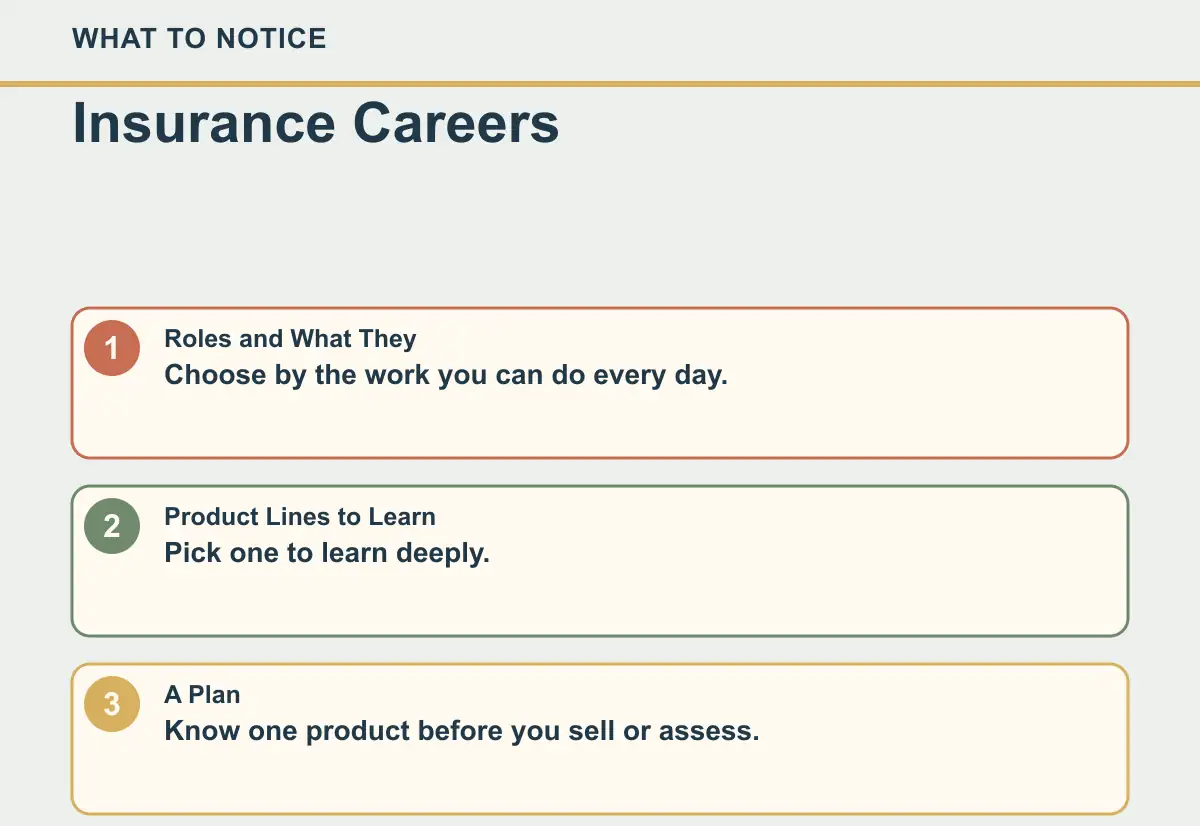 WHAT TO NOTICE
Insurance Careers
1
Roles and What They
Choose by the work you can do every day.
2
Product Lines to Learn
Pick one to learn deeply.
3
A Plan
Know one product before you sell or assess.